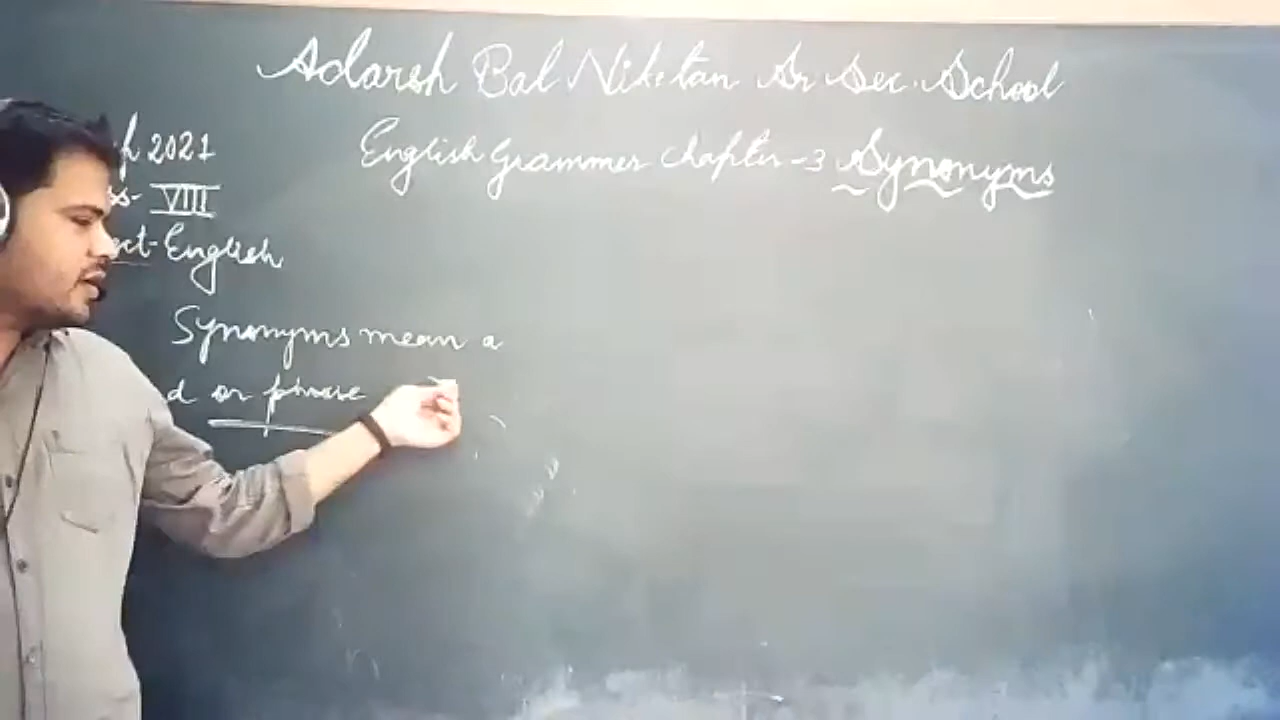 Adarsh Bal Niketan Sr Sec. School
English Grammer Chapter -3 Synonyms
2021
VIII
English
Synonyms mean a
or phrase